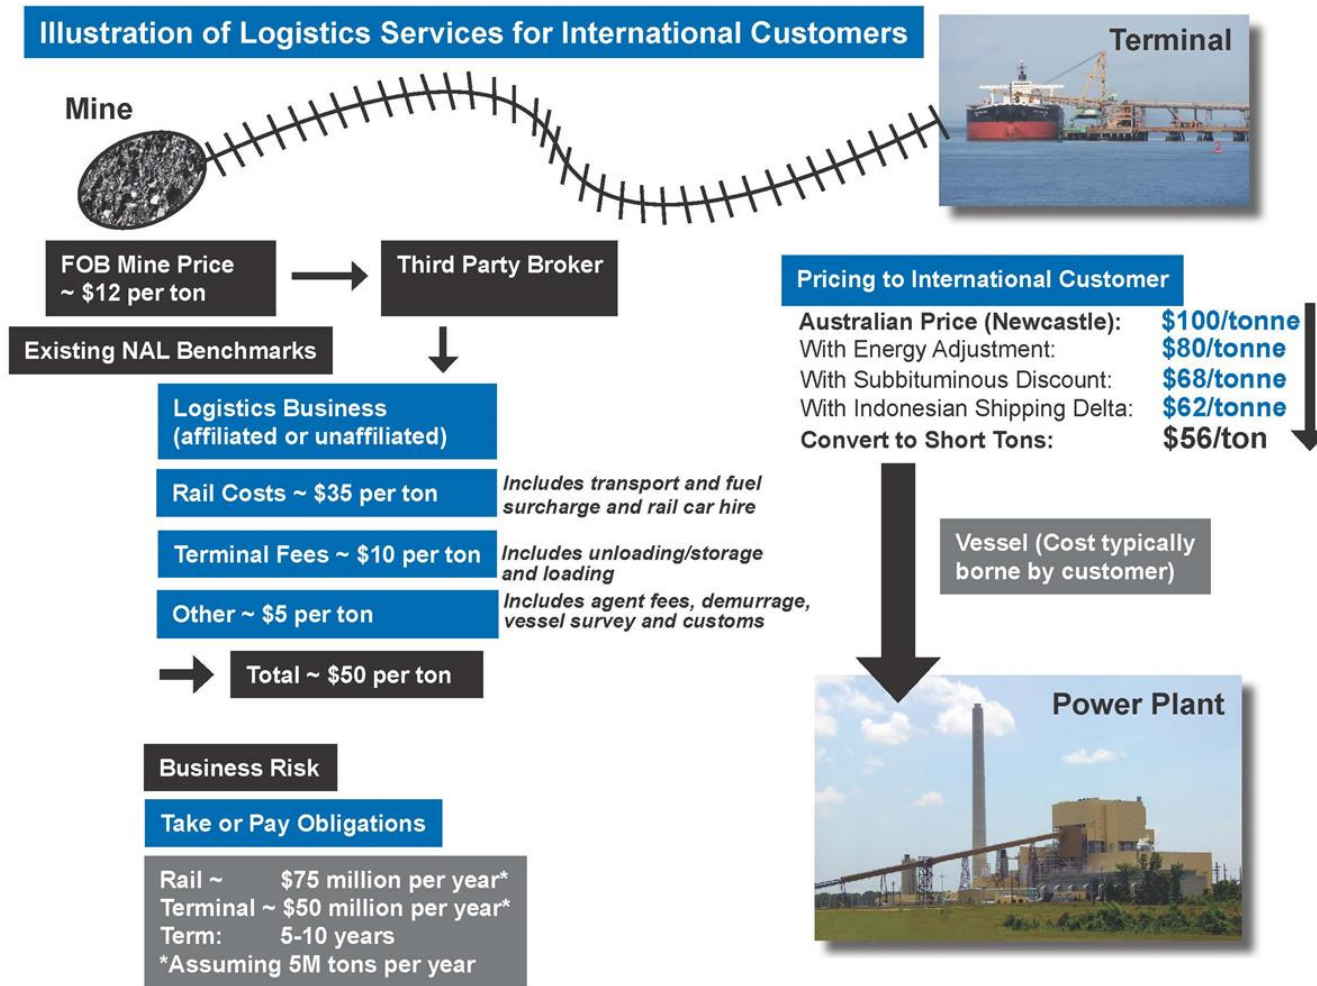 Illustration of Logistics Services for International Customers
Terminal
Mine
FOB Mine Price
~ $12 per ton
Third Party Broker
Existing NAL Benchmarks
Logistics Business
(affiliated or unaffiliated)
Rail Costs ~ $35 per ton
Includes transport and fuel
surcharge and rail car hire
Terminal Fees ~ $10 per ton
Includes unloading/storage
and loading
Other ~ $5 per ton
Includes agent fees, demurrage,
vessel survey and customs
Total ~ $50 per ton
Business Risk
Take or Pay Obligations
Rail ~ $75 million per year*
Terminal ~ $50 million per year*
Term: 5-10 years
*Assuming 5M tons per year
Pricing to International Customer
Australian Price (Newcastle): $100/tonne
With Energy Adjustment: $80/tonne
With Subbituminous Discount: $68/tonne
With Indonesian Shipping Delta: $62/tonne
Convert to Short Tons: $56/ton
Vessel (Cost typically
borne by customer)
Power Plant